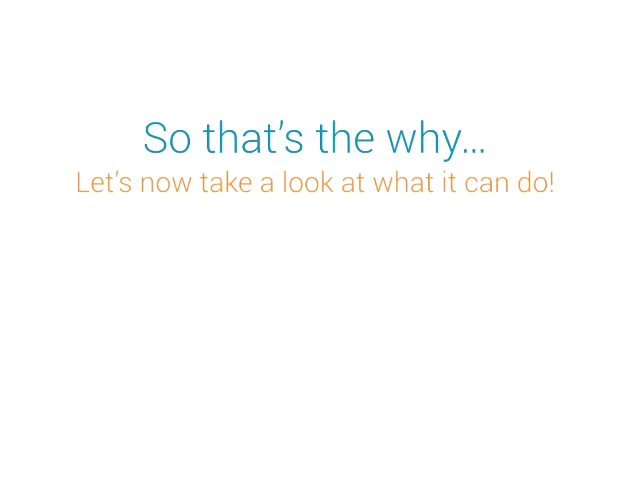 So that’s the why…
Let’s now take a look at what it can do!